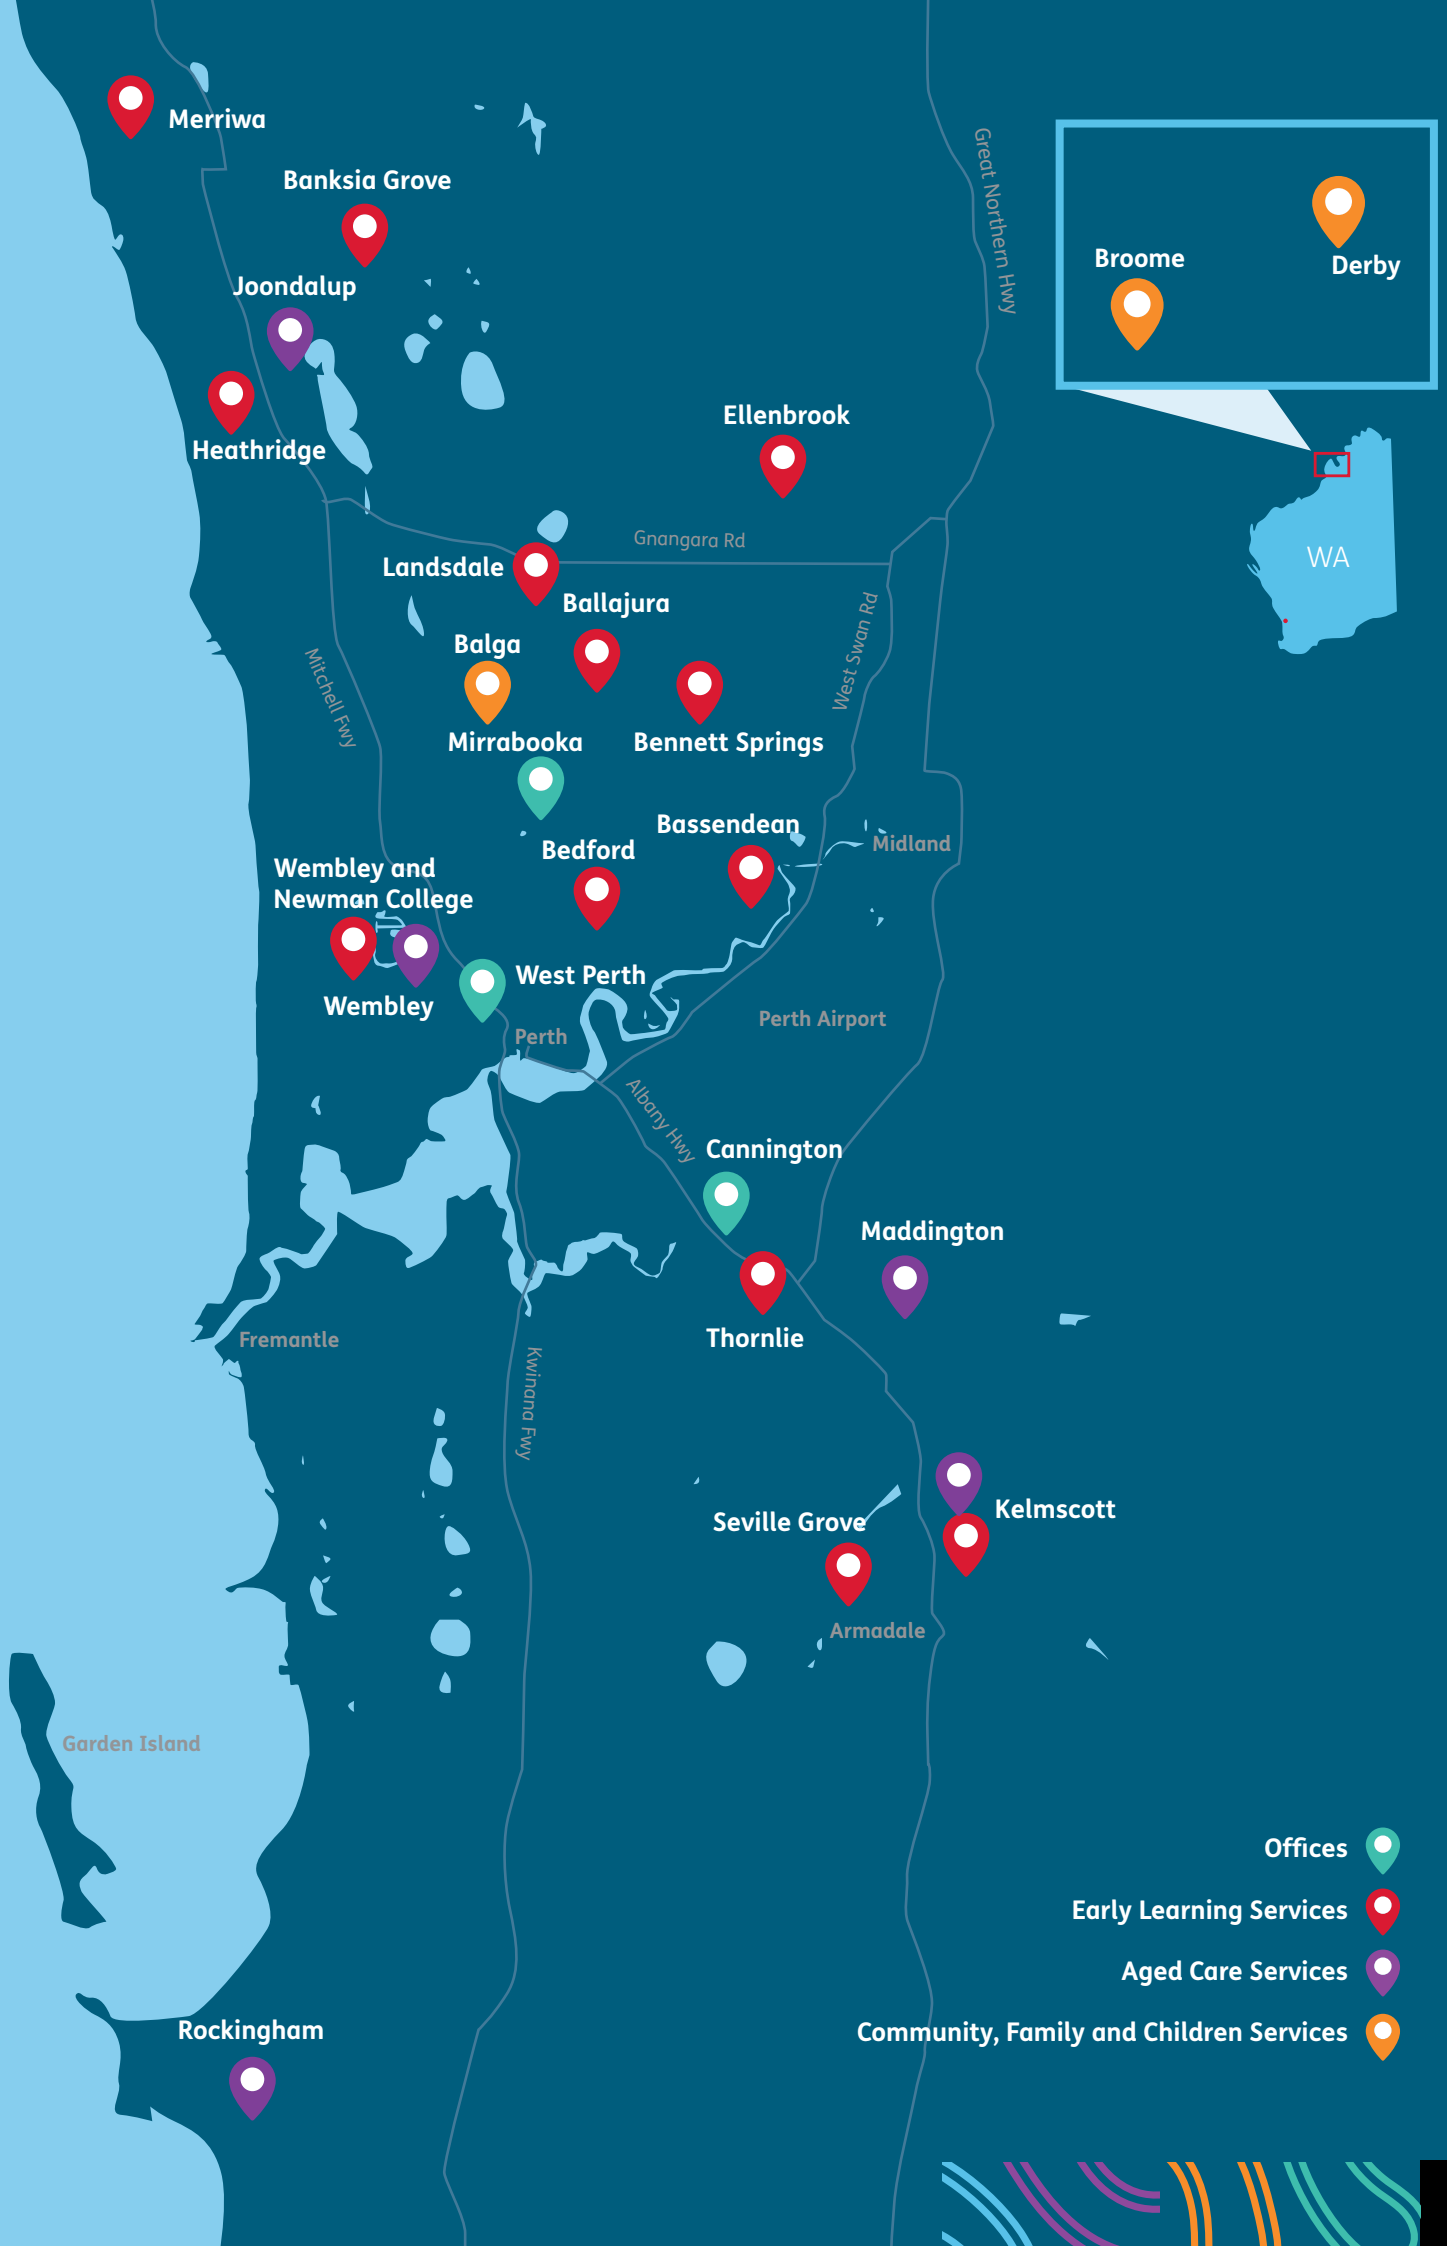 Merriwa
Banksia Grove
Joondalup
Heathridge
Great Northern Hwy
Broome
Derby
Ellenbrook
Gnangara Rd
WA
Landsdale
Ballajura
Balga
West Swan Rd
Mitchell Fwy
Mirrabooka
Bennett Springs
Bassendean
Midland
Bedford
Wembley and
Newman College
West Perth
Wembley
Perth
Perth Airport
Albany Hwy
Cannington
Maddington
Thornlie
Fremantle
Kwinana Fwy
Kelmscott
Seville Grove
Armadale
Garden Island
Offices
Early Learning Services
Aged Care Services
Community, Family and Children Services
Rockingham